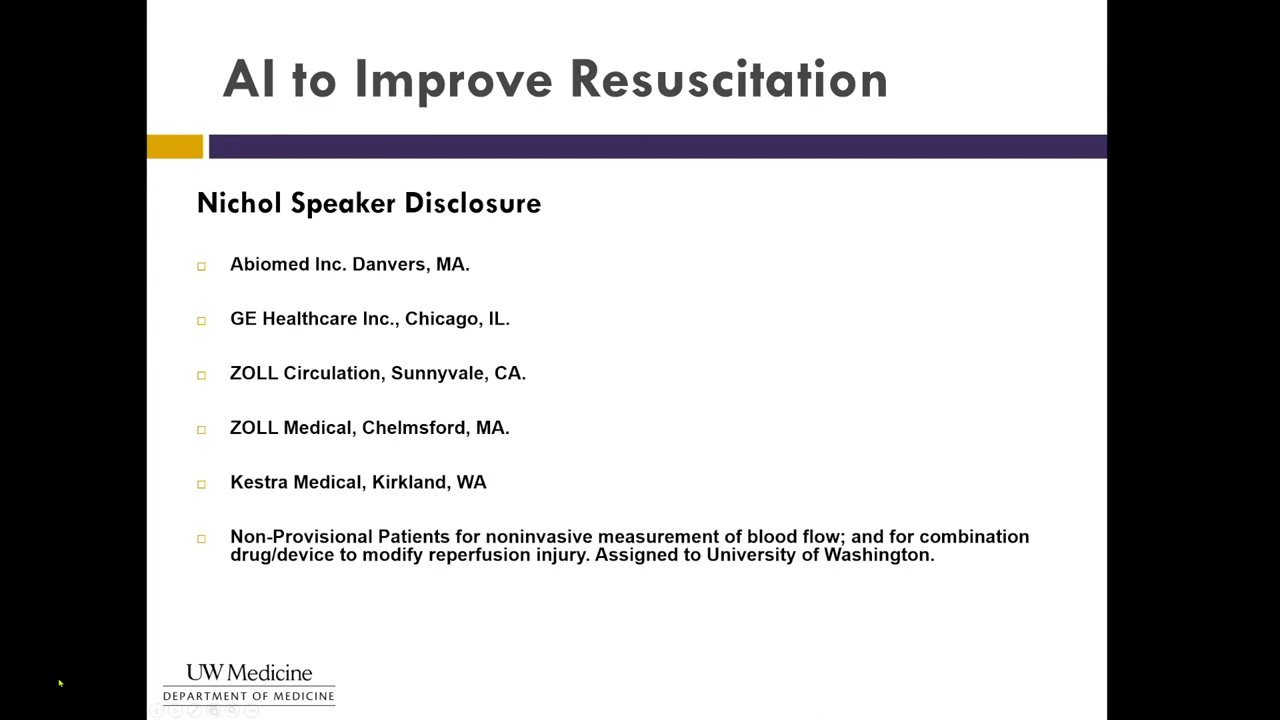 AI to Improve Resuscitation
Nichol Speaker Disclosure
Abiomed Inc. Danvers, MA.
GE Healthcare Inc., Chicago, IL.
ZOLL Circulation, Sunnyvale, CA.
ZOLL Medical, Chelmsford, MA.
Kestra Medical, Kirkland, WA
Non-Provisional Patients for noninvasive measurement of blood flow; and for combination
drug/device to modify reperfusion injury. Assigned to University of Washington.
UW Medicine
DEPARTMENT OF MEDICINE